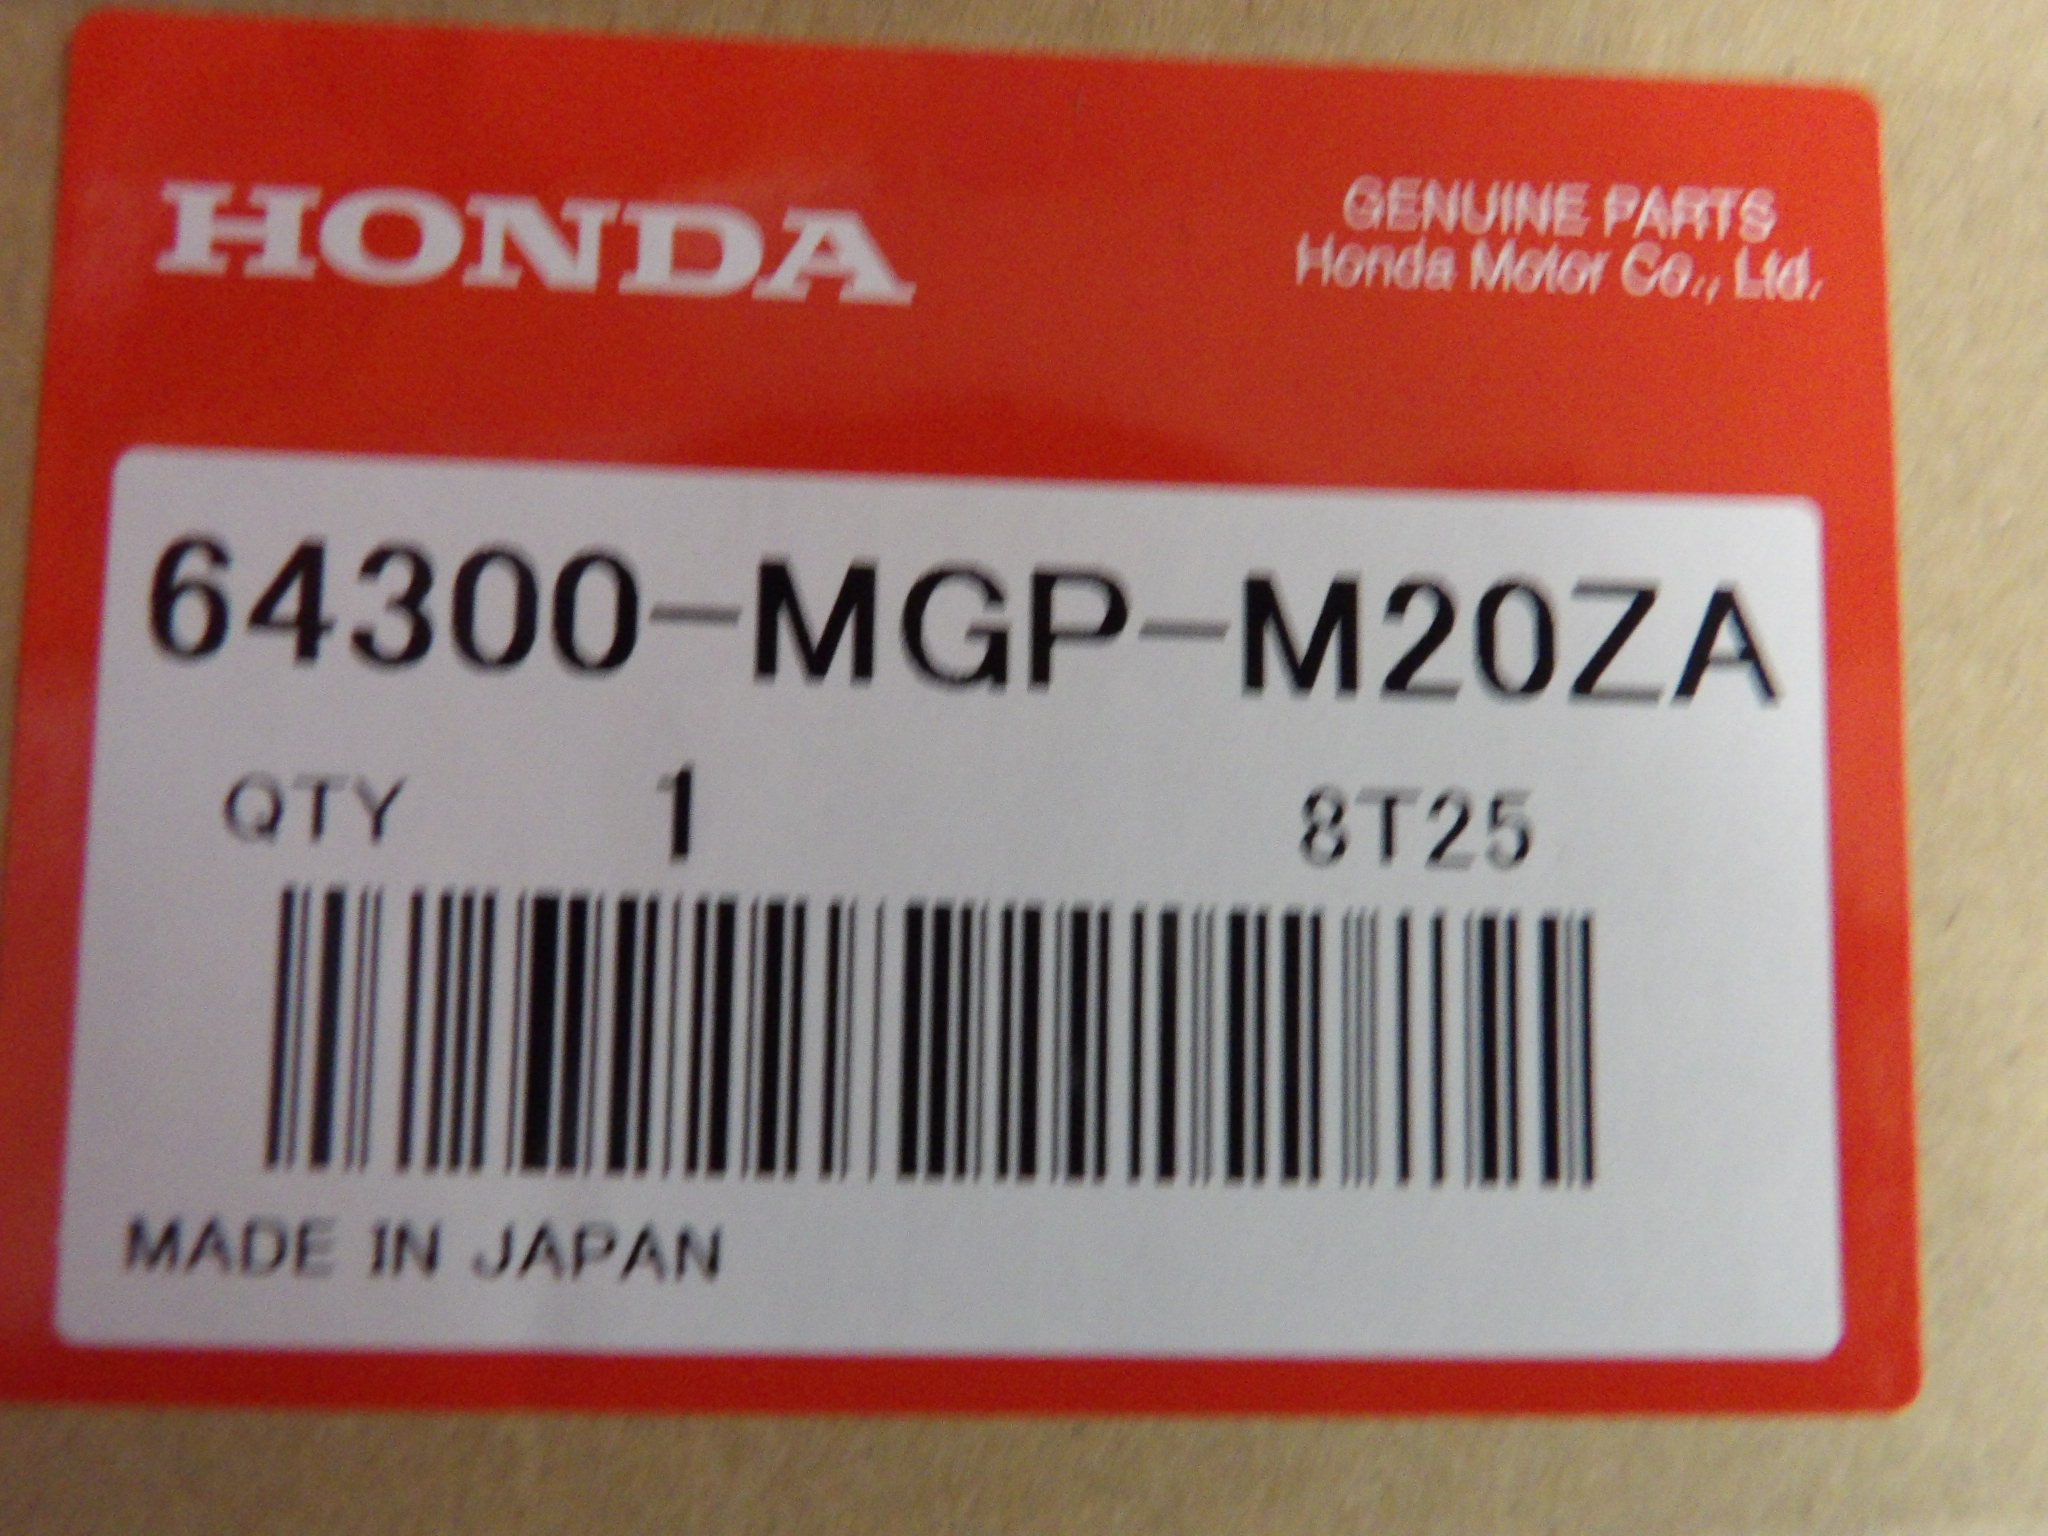 HONDA
GENUINE PARTS
Honda Motor Co., Ltd.
64300-MGP-M20ZA
QTY 1 8T25
MADE IN JAPAN